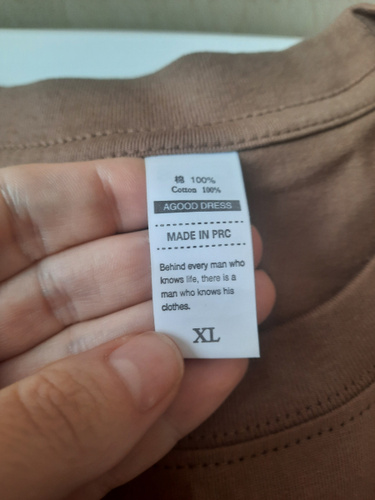 棉 100%
Cotton 100%
AGOOD DRESS
MADE IN PRC
Behind every man who
knows life, there is a
man who knows his
clothes.
XL